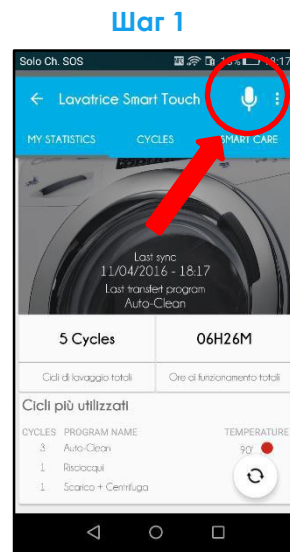 Шаг 1
Solo Ch. SOS 18:17
Lavatrice Smart Touch
MY STATISTICS CYCLES SMART CARE
Last sync
11/04/2016 - 18:17
Last transfert program
Auto-Clean
5 Cycles 06H26M
Cicli di lavaggio totali Ore di funzionamento totali
Cicli più utilizzati
CYCLES PROGRAM NAME TEMPERATURE
3 Auto-Clean 90°
1 Risciacqui
1 Scarico + Centrifuga